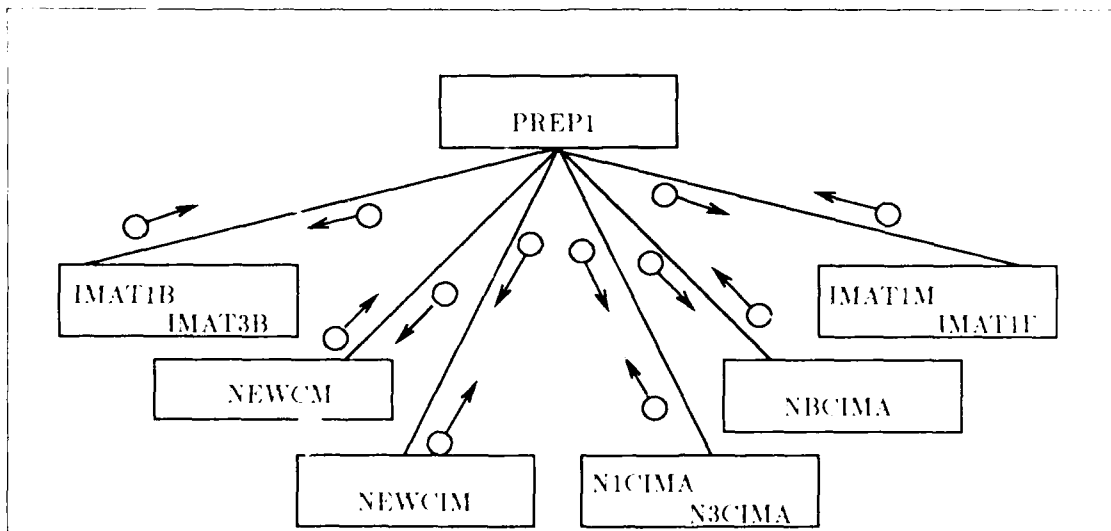 PREP1
IMAT1B
IMAT3B
IMAT1M
IMAT1F
NEWCM
NBCIMA
NEWCIM
N1CIMA
N3CIMA